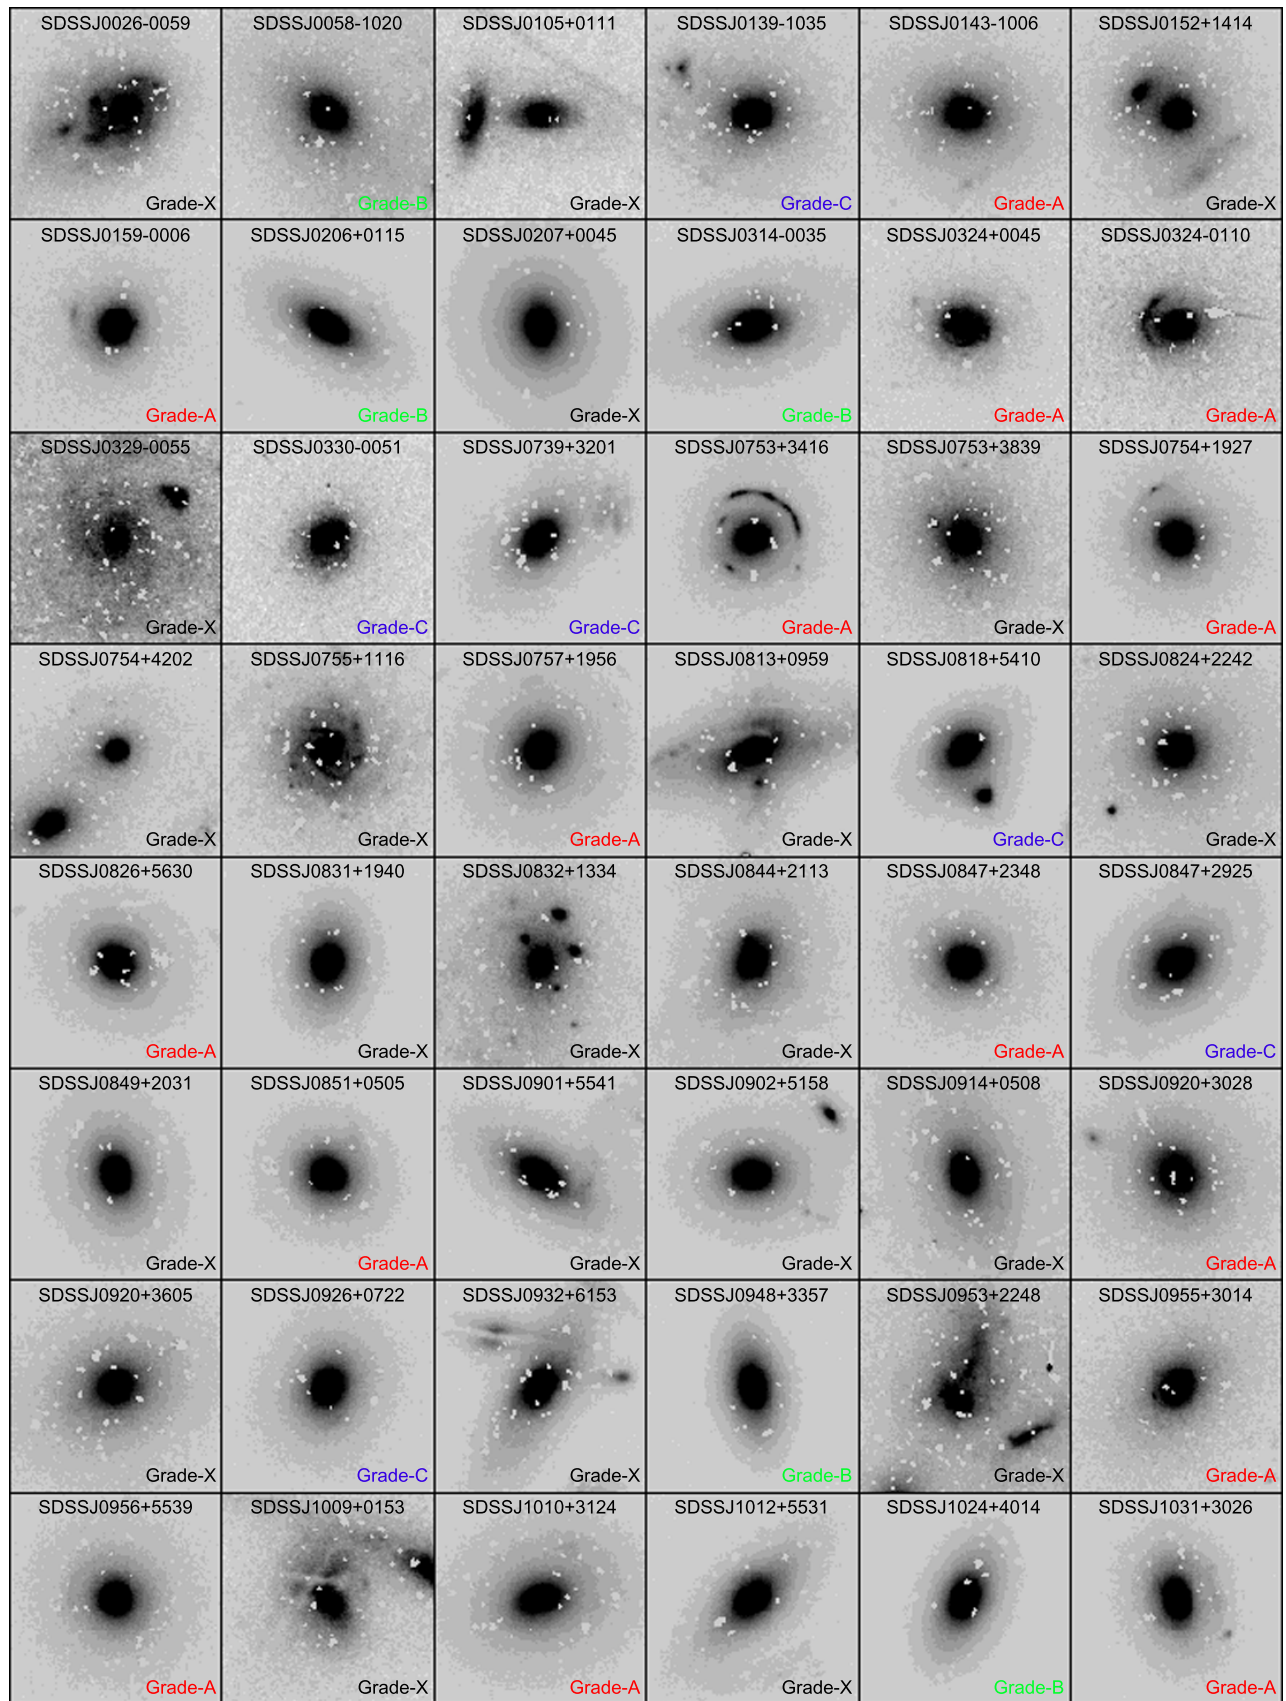 SDSSJ0026-0059 SDSSJ0058-1020 SDSSJ0105+0111 SDSSJ0139-1035 SDSSJ0143-1006 SDSSJ0152+1414
Grade-X Grade-B Grade-X Grade-C Grade-A Grade-X
SDSSJ0159-0006 SDSSJ0206+0115 SDSSJ0207+0045 SDSSJ0314-0035 SDSSJ0324+0045 SDSSJ0324-0110
Grade-A Grade-B Grade-X Grade-B Grade-A Grade-A
SDSSJ0329-0055 SDSSJ0330-0051 SDSSJ0739+3201 SDSSJ0753+3416 SDSSJ0753+3839 SDSSJ0754+1927
Grade-X Grade-C Grade-C Grade-A Grade-X Grade-A
SDSSJ0754+4202 SDSSJ0755+1116 SDSSJ0757+1956 SDSSJ0813+0959 SDSSJ0818+5410 SDSSJ0824+2242
Grade-X Grade-X Grade-A Grade-X Grade-C Grade-X
SDSSJ0826+5630 SDSSJ0831+1940 SDSSJ0832+1334 SDSSJ0844+2113 SDSSJ0847+2348 SDSSJ0847+2925
Grade-A Grade-X Grade-X Grade-X Grade-A Grade-C
SDSSJ0849+2031 SDSSJ0851+0505 SDSSJ0901+5541 SDSSJ0902+5158 SDSSJ0914+0508 SDSSJ0920+3028
Grade-X Grade-A Grade-X Grade-X Grade-X Grade-A
SDSSJ0920+3605 SDSSJ0926+0722 SDSSJ0932+6153 SDSSJ0948+3357 SDSSJ0953+2248 SDSSJ0955+3014
Grade-X Grade-C Grade-X Grade-B Grade-X Grade-A
SDSSJ0956+5539 SDSSJ1009+0153 SDSSJ1010+3124 SDSSJ1012+5531 SDSSJ1024+4014 SDSSJ1031+3026
Grade-A Grade-X Grade-A Grade-X Grade-B Grade-A